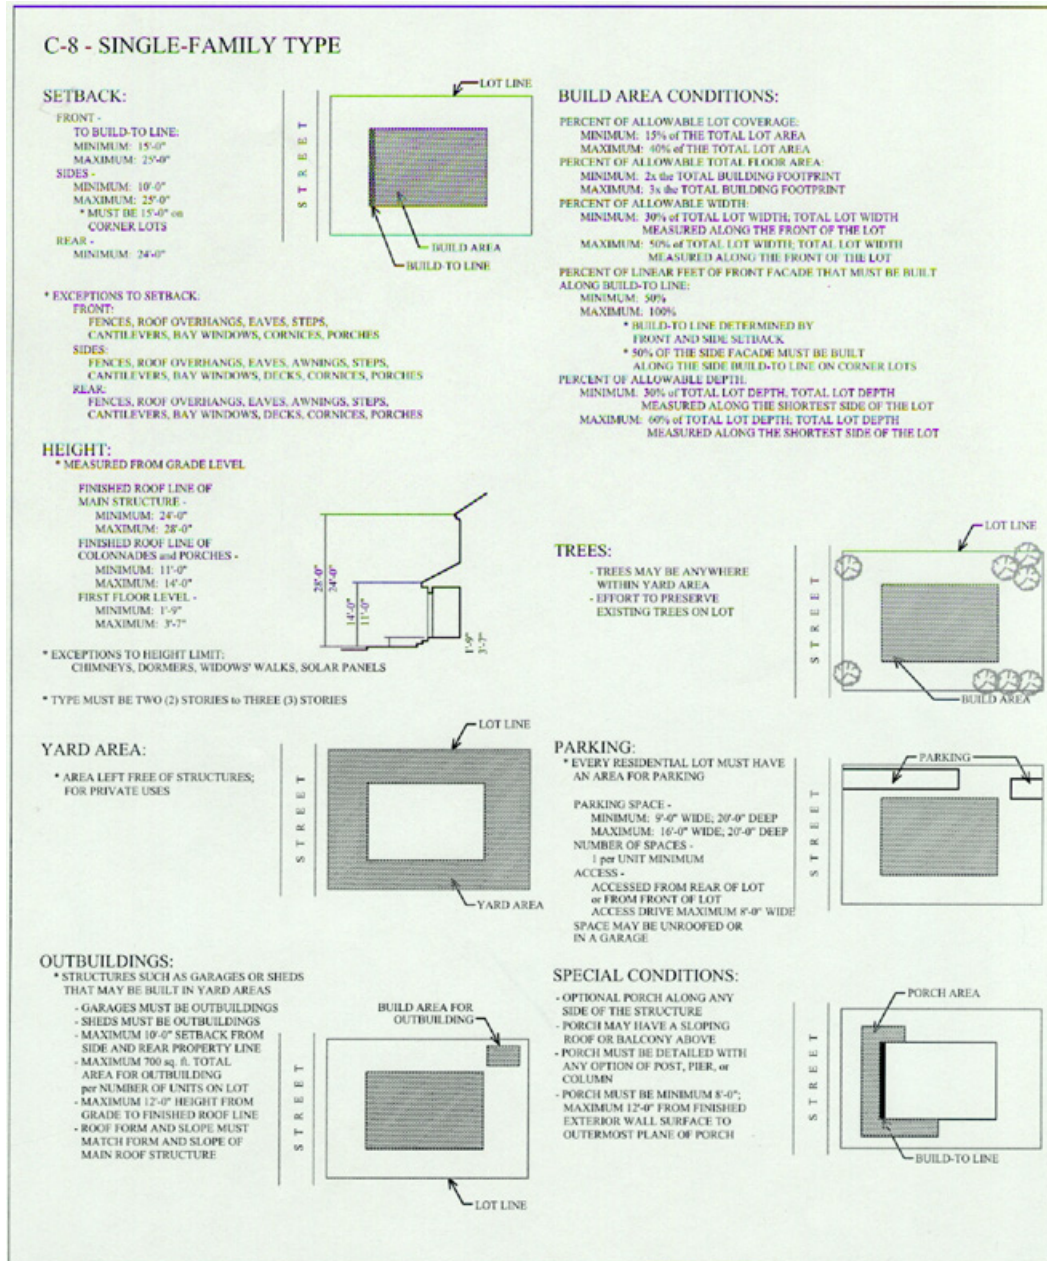 C-8 - SINGLE-FAMILY TYPE
SETBACK:
FRONT -
TO BUILD-TO LINE:
MINIMUM: 15'-0"
MAXIMUM: 25'-0"
SIDES -
MINIMUM: 10'-0"
MAXIMUM: 25'-0"
* MUST BE 15'-0" on
CORNER LOTS
REAR -
MINIMUM: 24'-0"
STREET
LOT LINE
BUILD AREA
BUILD-TO LINE
* EXCEPTIONS TO SETBACK:
FRONT:
FENCES, ROOF OVERHANGS, EAVES, STEPS,
CANTILEVERS, BAY WINDOWS, CORNICES, PORCHES
SIDES:
FENCES, ROOF OVERHANGS, EAVES, AWNINGS, STEPS,
CANTILEVERS, BAY WINDOWS, DECKS, CORNICES, PORCHES
REAR:
FENCES, ROOF OVERHANGS, EAVES, AWNINGS, STEPS,
CANTILEVERS, BAY WINDOWS, DECKS, CORNICES, PORCHES
BUILD AREA CONDITIONS:
PERCENT OF ALLOWABLE LOT COVERAGE:
MINIMUM: 15% of THE TOTAL LOT AREA
MAXIMUM: 40% of THE TOTAL LOT AREA
PERCENT OF ALLOWABLE TOTAL FLOOR AREA:
MINIMUM: 2x the TOTAL BUILDING FOOTPRINT
MAXIMUM: 3x the TOTAL BUILDING FOOTPRINT
PERCENT OF ALLOWABLE WIDTH:
MINIMUM: 30% of TOTAL LOT WIDTH; TOTAL LOT WIDTH
MEASURED ALONG THE FRONT OF THE LOT
MAXIMUM: 50% of TOTAL LOT WIDTH; TOTAL LOT WIDTH
MEASURED ALONG THE FRONT OF THE LOT
PERCENT OF LINEAR FEET OF FRONT FACADE THAT MUST BE BUILT
ALONG BUILD-TO LINE:
MINIMUM: 50%
MAXIMUM: 100%
* BUILD-TO LINE DETERMINED BY
FRONT AND SIDE SETBACK
* 50% OF THE SIDE FACADE MUST BE BUILT
ALONG THE SIDE BUILD-TO LINE ON CORNER LOTS
PERCENT OF ALLOWABLE DEPTH:
MINIMUM: 30% of TOTAL LOT DEPTH; TOTAL LOT DEPTH
MEASURED ALONG THE SHORTEST SIDE OF THE LOT
MAXIMUM: 60% of TOTAL LOT DEPTH; TOTAL LOT DEPTH
MEASURED ALONG THE SHORTEST SIDE OF THE LOT
HEIGHT:
* MEASURED FROM GRADE LEVEL
FINISHED ROOF LINE OF
MAIN STRUCTURE -
MINIMUM: 24'-0"
MAXIMUM: 28'-0"
FINISHED ROOF LINE OF
COLONNADES and PORCHES -
MINIMUM: 11'-0"
MAXIMUM: 14'-0"
FIRST FLOOR LEVEL -
MINIMUM: 1'-9"
MAXIMUM: 3'-7"
28'-0"
24'-0"
14'-0"
11'-0"
1'-9"
3'-7"
* EXCEPTIONS TO HEIGHT LIMIT:
CHIMNEYS, DORMERS, WIDOWS' WALKS, SOLAR PANELS
* TYPE MUST BE TWO (2) STORIES to THREE (3) STORIES
TREES:
- TREES MAY BE ANYWHERE
WITHIN YARD AREA
- EFFORT TO PRESERVE
EXISTING TREES ON LOT
STREET
LOT LINE
BUILD AREA
YARD AREA:
* AREA LEFT FREE OF STRUCTURES;
FOR PRIVATE USES
STREET
LOT LINE
YARD AREA
PARKING:
* EVERY RESIDENTIAL LOT MUST HAVE
AN AREA FOR PARKING
PARKING SPACE -
MINIMUM: 9'-0" WIDE; 20'-0" DEEP
MAXIMUM: 16'-0" WIDE; 20'-0" DEEP
NUMBER OF SPACES -
1 per UNIT MINIMUM
ACCESS -
ACCESSED FROM REAR OF LOT
or FROM FRONT OF LOT
ACCESS DRIVE MAXIMUM 8'-0" WIDE
SPACE MAY BE UNROOFED OR
IN A GARAGE
STREET
PARKING
OUTBUILDINGS:
* STRUCTURES SUCH AS GARAGES OR SHEDS
THAT MAY BE BUILT IN YARD AREAS
- GARAGES MUST BE OUTBUILDINGS
- SHEDS MUST BE OUTBUILDINGS
- MAXIMUM 10'-0" SETBACK FROM
SIDE AND REAR PROPERTY LINE
- MAXIMUM 700 sq. ft. TOTAL
AREA FOR OUTBUILDING
per NUMBER OF UNITS ON LOT
- MAXIMUM 12'-0" HEIGHT FROM
GRADE TO FINISHED ROOF LINE
- ROOF FORM AND SLOPE MUST
MATCH FORM AND SLOPE OF
MAIN ROOF STRUCTURE
STREET
BUILD AREA FOR
OUTBUILDING
LOT LINE
SPECIAL CONDITIONS:
- OPTIONAL PORCH ALONG ANY
SIDE OF THE STRUCTURE
- PORCH MAY HAVE A SLOPING
ROOF OR BALCONY ABOVE
- PORCH MUST BE DETAILED WITH
ANY OPTION OF POST, PIER, or
COLUMN
- PORCH MUST BE MINIMUM 8'-0";
MAXIMUM 12'-0" FROM FINISHED
EXTERIOR WALL SURFACE TO
OUTERMOST PLANE OF PORCH
STREET
PORCH AREA
BUILD-TO LINE